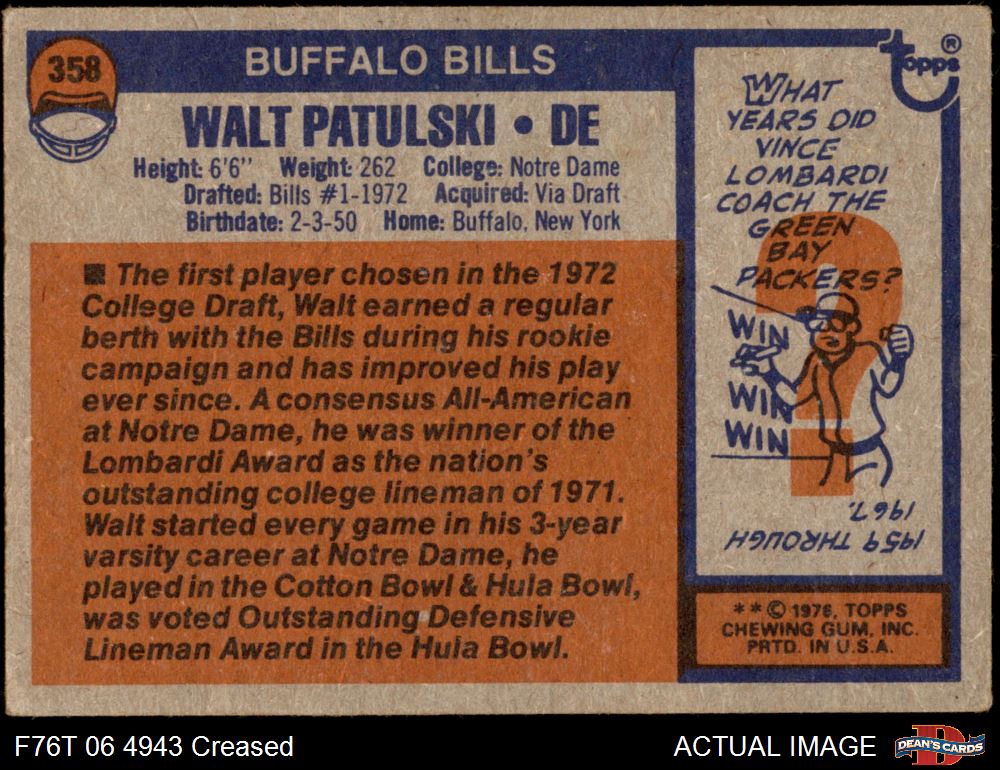 358
BUFFALO BILLS
WALT PATULSKI • DE
Height: 6'6" Weight: 262 College: Notre Dame
Drafted: Bills #1-1972 Acquired: Via Draft
Birthdate: 2-3-50 Home: Buffalo, New York
■ The first player chosen in the 1972
College Draft, Walt earned a regular
berth with the Bills during his rookie
campaign and has improved his play
ever since. A consensus All-American
at Notre Dame, he was winner of the
Lombardi Award as the nation's
outstanding college lineman of 1971.
Walt started every game in his 3-year
varsity career at Notre Dame, he
played in the Cotton Bowl & Hula Bowl,
was voted Outstanding Defensive
Lineman Award in the Hula Bowl.
topps ®
WHAT
YEARS DID
VINCE
LOMBARDI
COACH THE
GREEN
BAY
PACKERS?
WIN
WIN
WIN
1959 THROUGH
1967.
** © 1976, TOPPS
CHEWING GUM, INC.
PRTD. IN U.S.A.
F76T 06 4943 Creased
ACTUAL IMAGE
DEAN'S CARDS